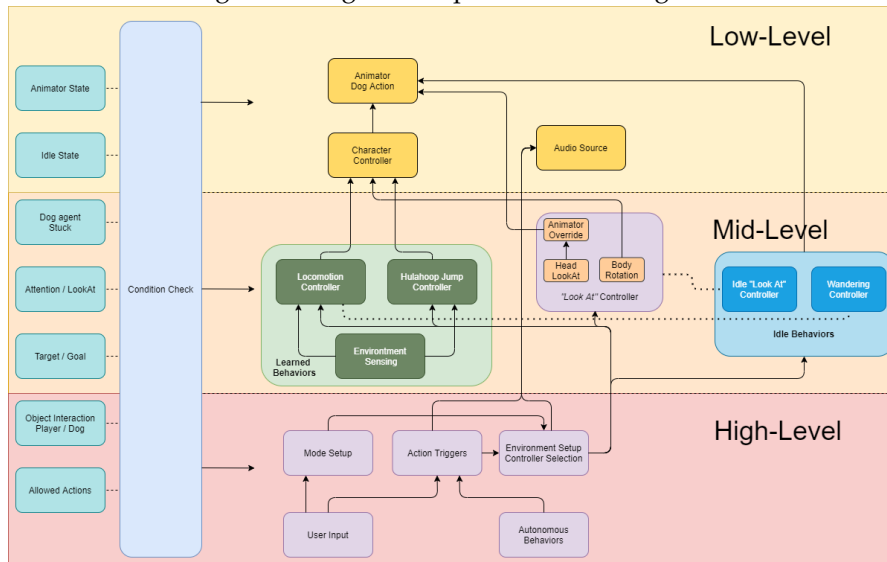 Low-Level
Animator State
Animator
Dog Action
Idle State
Character
Controller
Audio Source
Dog agent
Stuck
Mid-Level
Animator
Override
Attention / LookAt
Condition Check
Locomotion
Controller
Hulahoop Jump
Controller
Head
LookAt
Body
Rotation
"Look At" Controller
Idle "Look At"
Controller
Wandering
Controller
Idle Behaviors
Target / Goal
Learned
Behaviors
Environtment
Sensing
Object Interaction
Player / Dog
High-Level
Mode Setup
Action Triggers
Environment Setup
Controller Selection
Allowed Actions
User Input
Autonomous
Behaviors